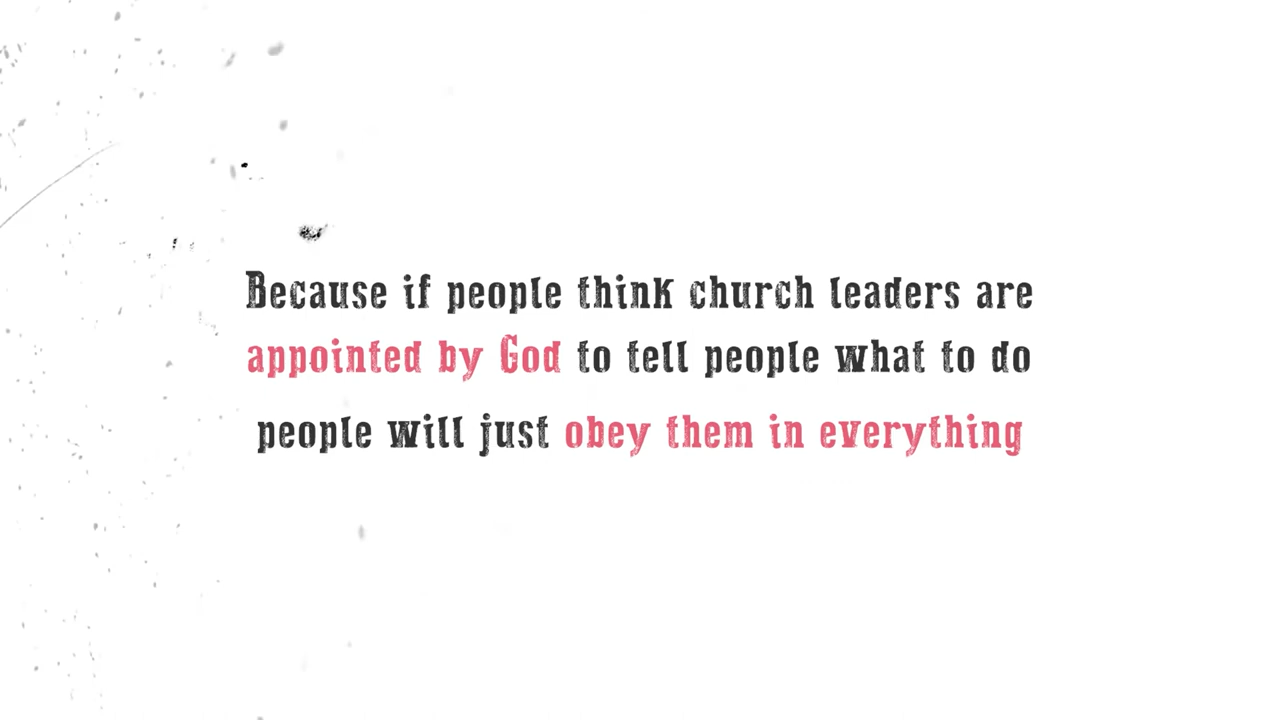 Because if people think church leaders are
appointed by God to tell people what to do
people will just obey them in everything